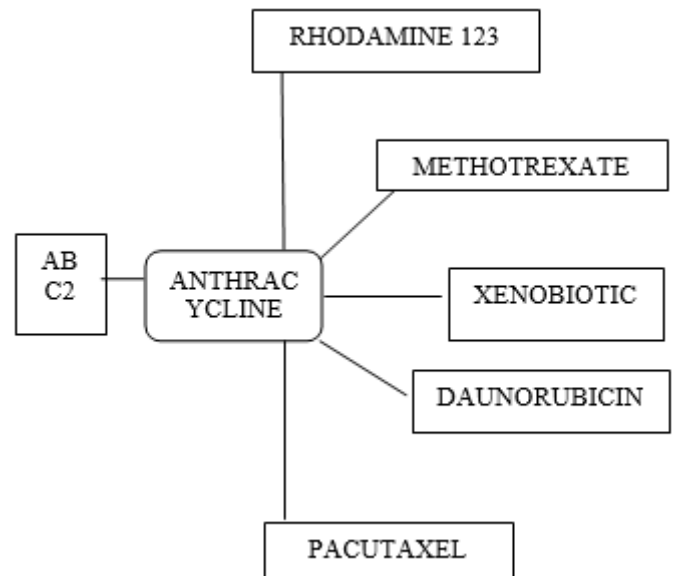 RHODAMINE 123
METHOTREXATE
AB
C2
ANTHRAC
YCLINE
XENOBIOTIC
DAUNORUBICIN
PACUTAXEL